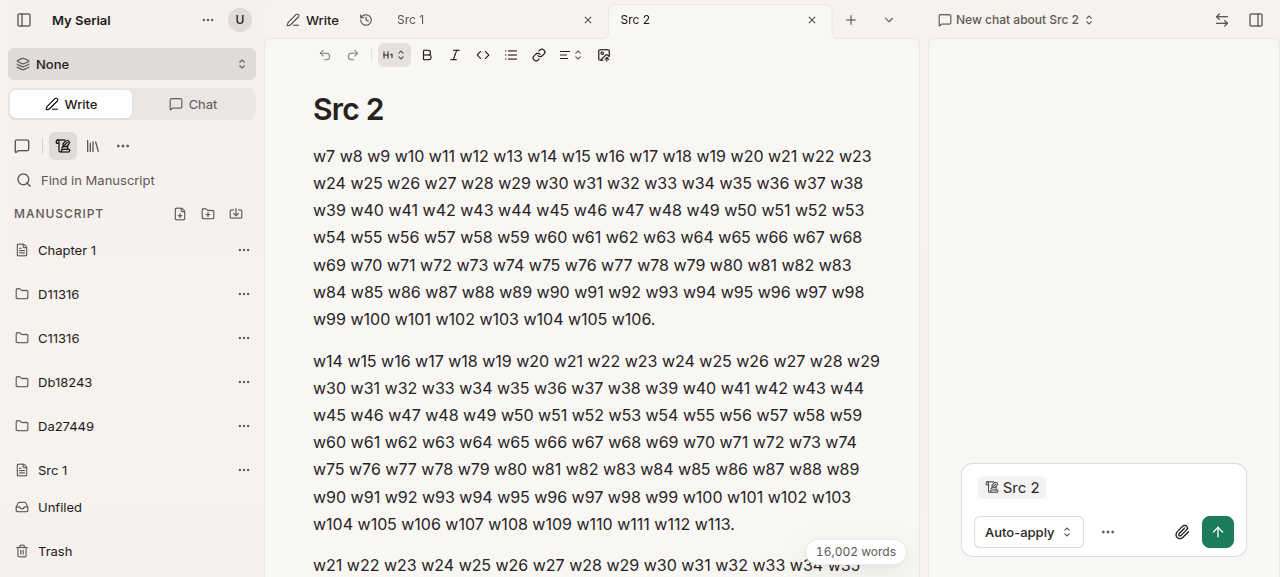 My Serial
U
None
Write
Chat
Find in Manuscript
MANUSCRIPT
Chapter 1
D11316
C11316
Db18243
Da27449
Src 1
Unfiled
Trash
Write
Src 1
Src 2
H1
B
I
Src 2
w7 w8 w9 w10 w11 w12 w13 w14 w15 w16 w17 w18 w19 w20 w21 w22 w23
w24 w25 w26 w27 w28 w29 w30 w31 w32 w33 w34 w35 w36 w37 w38
w39 w40 w41 w42 w43 w44 w45 w46 w47 w48 w49 w50 w51 w52 w53
w54 w55 w56 w57 w58 w59 w60 w61 w62 w63 w64 w65 w66 w67 w68
w69 w70 w71 w72 w73 w74 w75 w76 w77 w78 w79 w80 w81 w82 w83
w84 w85 w86 w87 w88 w89 w90 w91 w92 w93 w94 w95 w96 w97 w98
w99 w100 w101 w102 w103 w104 w105 w106.
w14 w15 w16 w17 w18 w19 w20 w21 w22 w23 w24 w25 w26 w27 w28 w29
w30 w31 w32 w33 w34 w35 w36 w37 w38 w39 w40 w41 w42 w43 w44
w45 w46 w47 w48 w49 w50 w51 w52 w53 w54 w55 w56 w57 w58 w59
w60 w61 w62 w63 w64 w65 w66 w67 w68 w69 w70 w71 w72 w73 w74
w75 w76 w77 w78 w79 w80 w81 w82 w83 w84 w85 w86 w87 w88 w89
w90 w91 w92 w93 w94 w95 w96 w97 w98 w99 w100 w101 w102 w103
w104 w105 w106 w107 w108 w109 w110 w111 w112 w113.
w21 w22 w23 w24 w25 w26 w27 w28 w29 w30 w31 w32 w33 w34 w35
16,002 words
New chat about Src 2
Src 2
Auto-apply